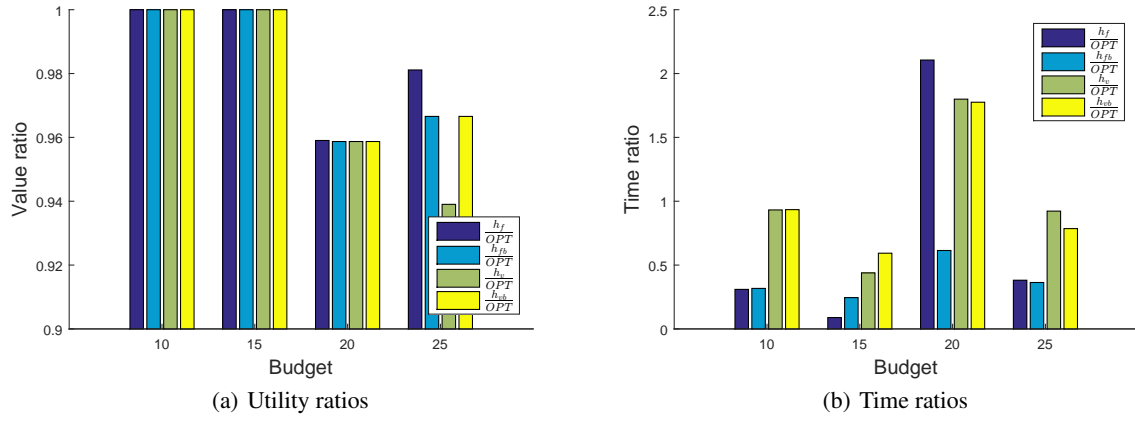 1
0.98
0.96
0.94
0.92
0.9
Value ratio
10 15 20 25
Budget
h_f/OPT
h_fb/OPT
h_v/OPT
h_vb/OPT
(a) Utility ratios
2.5
2
1.5
1
0.5
0
Time ratio
10 15 20 25
Budget
h_f/OPT
h_fb/OPT
h_v/OPT
h_vb/OPT
(b) Time ratios